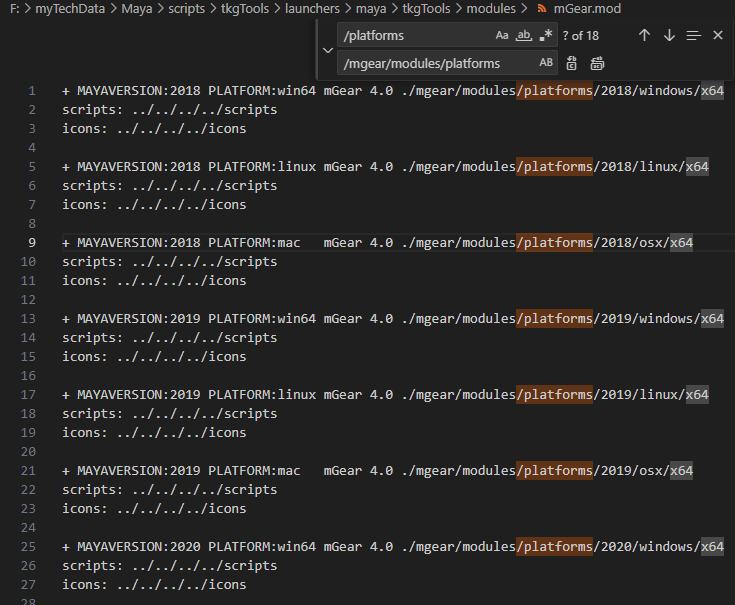 F: > myTechData > Maya > scripts > tkgTools > launchers > maya > tkgTools > modules > mGear.mod
/platforms Aa ab .* ? of 18
/mgear/modules/platforms AB
1 + MAYAVERSION:2018 PLATFORM:win64 mGear 4.0 ./mgear/modules/platforms/2018/windows/x64
2 scripts: ../../../../scripts
3 icons: ../../../../icons
4
5 + MAYAVERSION:2018 PLATFORM:linux mGear 4.0 ./mgear/modules/platforms/2018/linux/x64
6 scripts: ../../../../scripts
7 icons: ../../../../icons
8
9 + MAYAVERSION:2018 PLATFORM:mac   mGear 4.0 ./mgear/modules/platforms/2018/osx/x64
10 scripts: ../../../../scripts
11 icons: ../../../../icons
12
13 + MAYAVERSION:2019 PLATFORM:win64 mGear 4.0 ./mgear/modules/platforms/2019/windows/x64
14 scripts: ../../../../scripts
15 icons: ../../../../icons
16
17 + MAYAVERSION:2019 PLATFORM:linux mGear 4.0 ./mgear/modules/platforms/2019/linux/x64
18 scripts: ../../../../scripts
19 icons: ../../../../icons
20
21 + MAYAVERSION:2019 PLATFORM:mac   mGear 4.0 ./mgear/modules/platforms/2019/osx/x64
22 scripts: ../../../../scripts
23 icons: ../../../../icons
24
25 + MAYAVERSION:2020 PLATFORM:win64 mGear 4.0 ./mgear/modules/platforms/2020/windows/x64
26 scripts: ../../../../scripts
27 icons: ../../../../icons
28